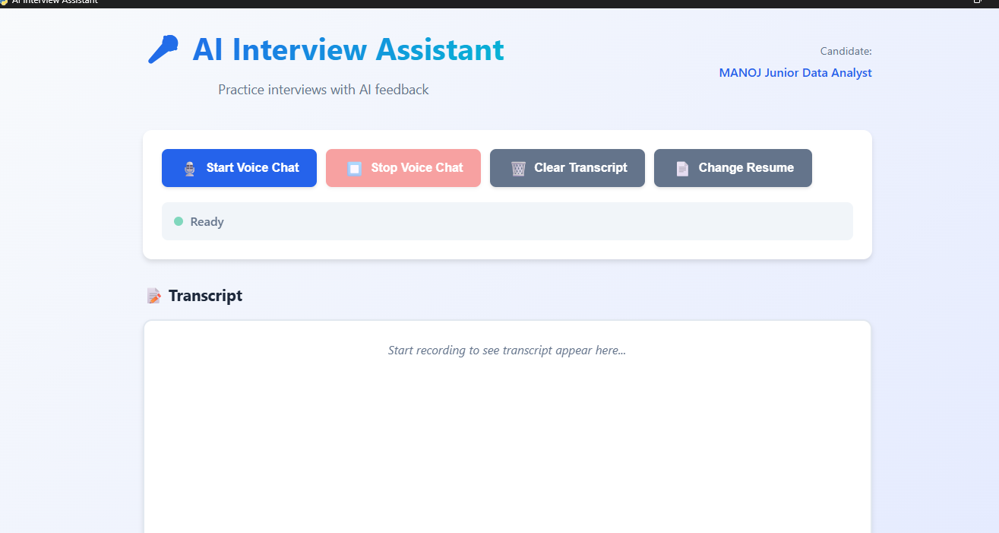 AI Interview Assistant
AI Interview Assistant
Practice interviews with AI feedback
Candidate:
MANOJ Junior Data Analyst
Start Voice Chat
Stop Voice Chat
Clear Transcript
Change Resume
Ready
Transcript
Start recording to see transcript appear here...